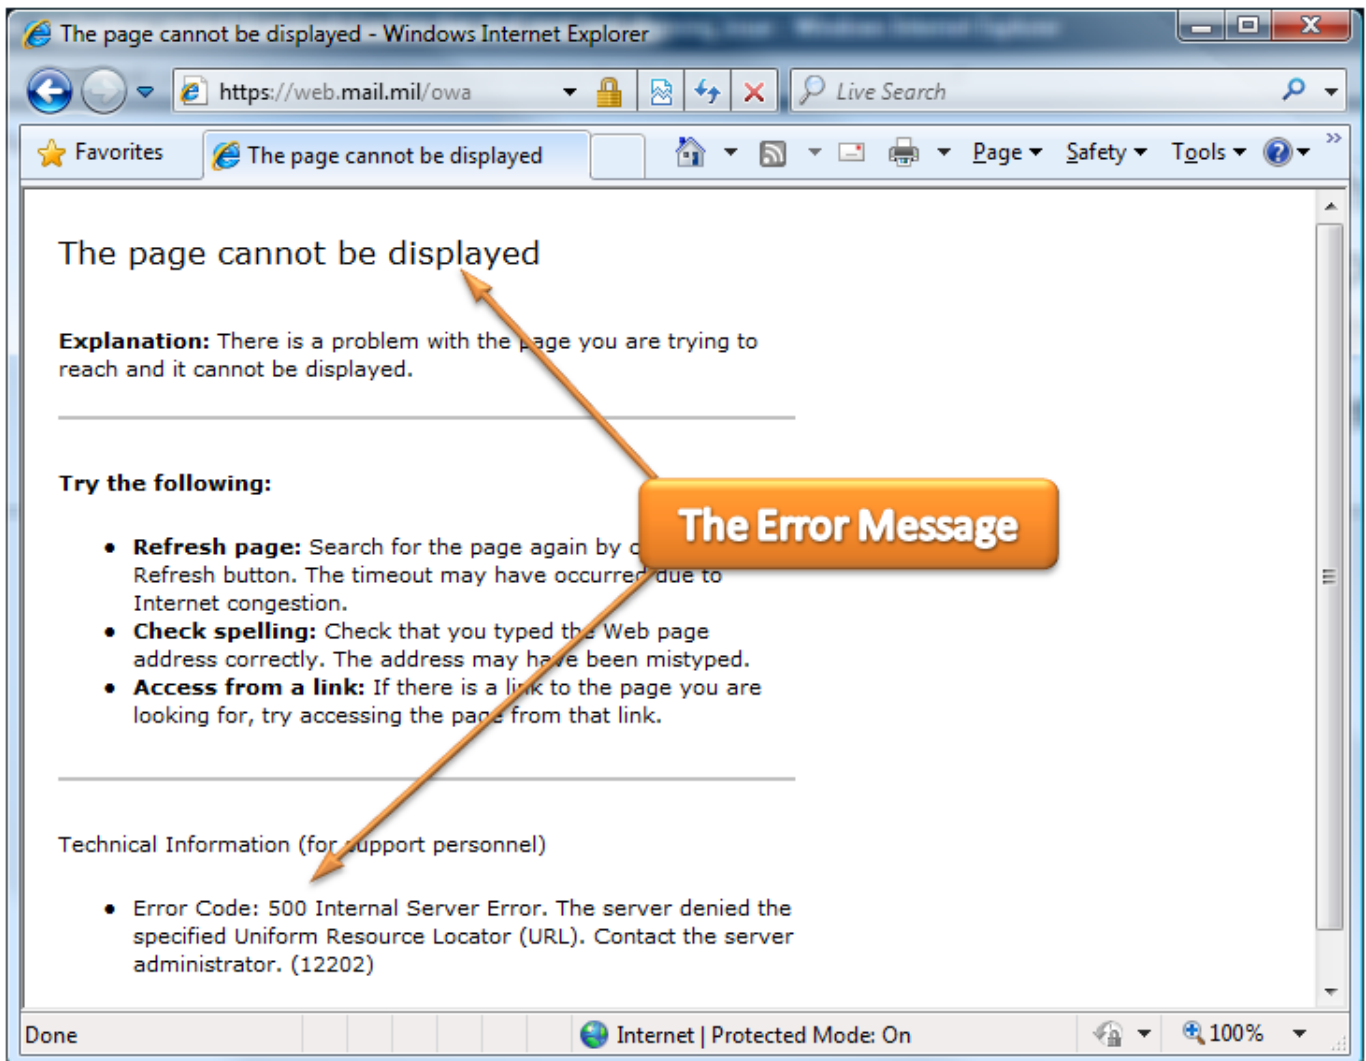 The page cannot be displayed - Windows Internet Explorer
https://web.mail.mil/owa
Live Search
Favorites
The page cannot be displayed
Page
Safety
Tools
The page cannot be displayed
Explanation: There is a problem with the page you are trying to
reach and it cannot be displayed.
Try the following:
The Error Message
• Refresh page: Search for the page again by
Refresh button. The timeout may have occurred due to
Internet congestion.
• Check spelling: Check that you typed the Web page
address correctly. The address may have been mistyped.
• Access from a link: If there is a link to the page you are
looking for, try accessing the page from that link.
Technical Information (for support personnel)
• Error Code: 500 Internal Server Error. The server denied the
specified Uniform Resource Locator (URL). Contact the server
administrator. (12202)
Done
Internet | Protected Mode: On
100%